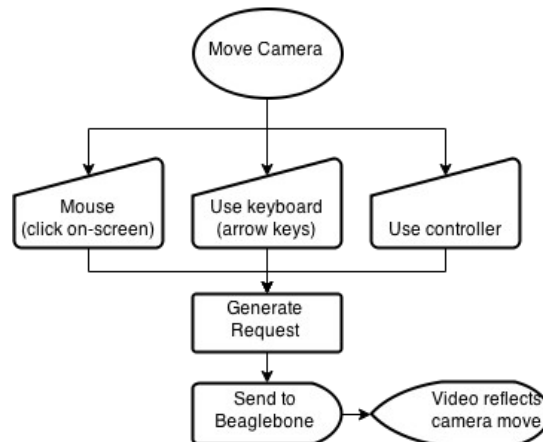 Move Camera
Mouse
(click on-screen)
Use keyboard
(arrow keys)
Use controller
Generate
Request
Send to
Beaglebone
Video reflects
camera move